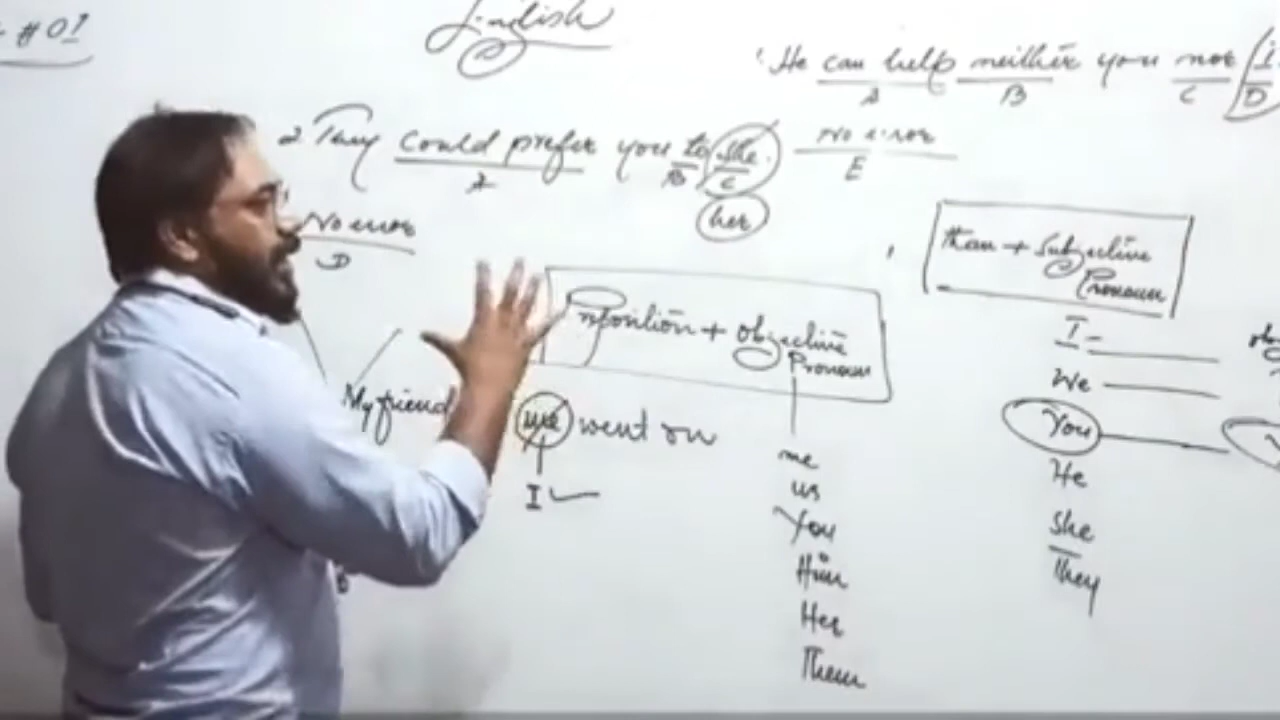 #01
English
He can help neither you nor I
A B C D
2. They could prefer you to she. No error
A B C E
her
No error
D
than + Subjective
Pronoun
Preposition + Objective
Pronoun
My friend me went on
I
me
us
You
Him
Her
Them
I
We
You
He
She
They